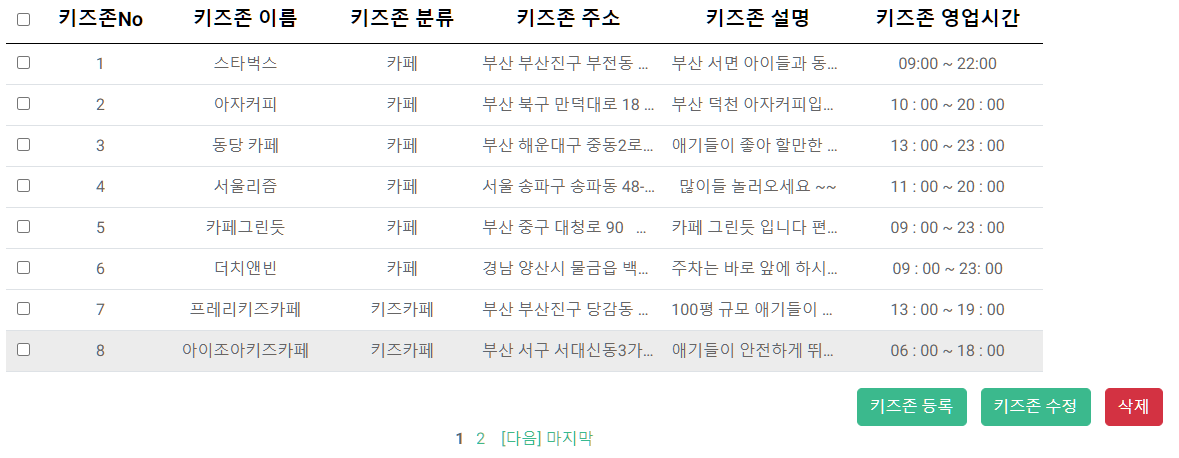 키즈존No 키즈존 이름 키즈존 분류 키즈존 주소 키즈존 설명 키즈존 영업시간
1 스타벅스 카페 부산 부산진구 부전동 ... 부산 서면 아이들과 동... 09:00 ~ 22:00
2 아자커피 카페 부산 북구 만덕대로 18 ... 부산 덕천 아자커피입... 10 : 00 ~ 20 : 00
3 동당 카페 카페 부산 해운대구 중동2로... 애기들이 좋아 할만한 ... 13 : 00 ~ 23 : 00
4 서울리즘 카페 서울 송파구 송파동 48-... 많이들 놀러오세요 ~~ 11 : 00 ~ 20 : 00
5 카페그린듯 카페 부산 중구 대청로 90 ... 카페 그린듯 입니다 편... 09 : 00 ~ 23 : 00
6 더치앤빈 카페 경남 양산시 물금읍 백... 주차는 바로 앞에 하시... 09 : 00 ~ 23: 00
7 프레리키즈카페 키즈카페 부산 부산진구 당감동 ... 100평 규모 애기들이 ... 13 : 00 ~ 19 : 00
8 아이조아키즈카페 키즈카페 부산 서구 서대신동3가... 애기들이 안전하게 뛰... 06 : 00 ~ 18 : 00
키즈존 등록 키즈존 수정 삭제
1 2 [다음] 마지막